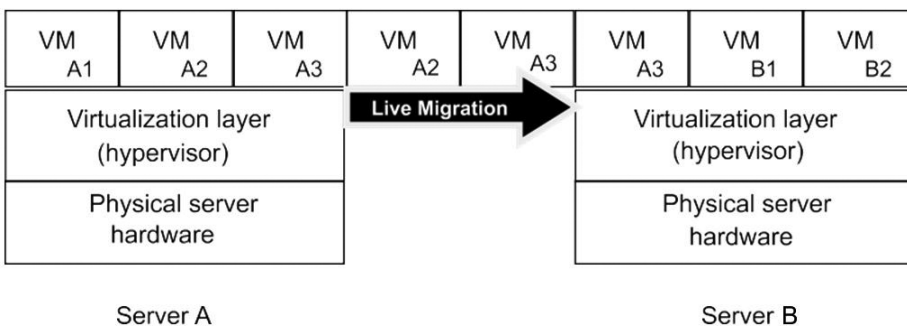 VM VM VM VM VM VM VM VM
A1 A2 A3 A2 A3 A3 B1 B2
Live Migration
Virtualization layer
(hypervisor)
Virtualization layer
(hypervisor)
Physical server
hardware
Physical server
hardware
Server A
Server B